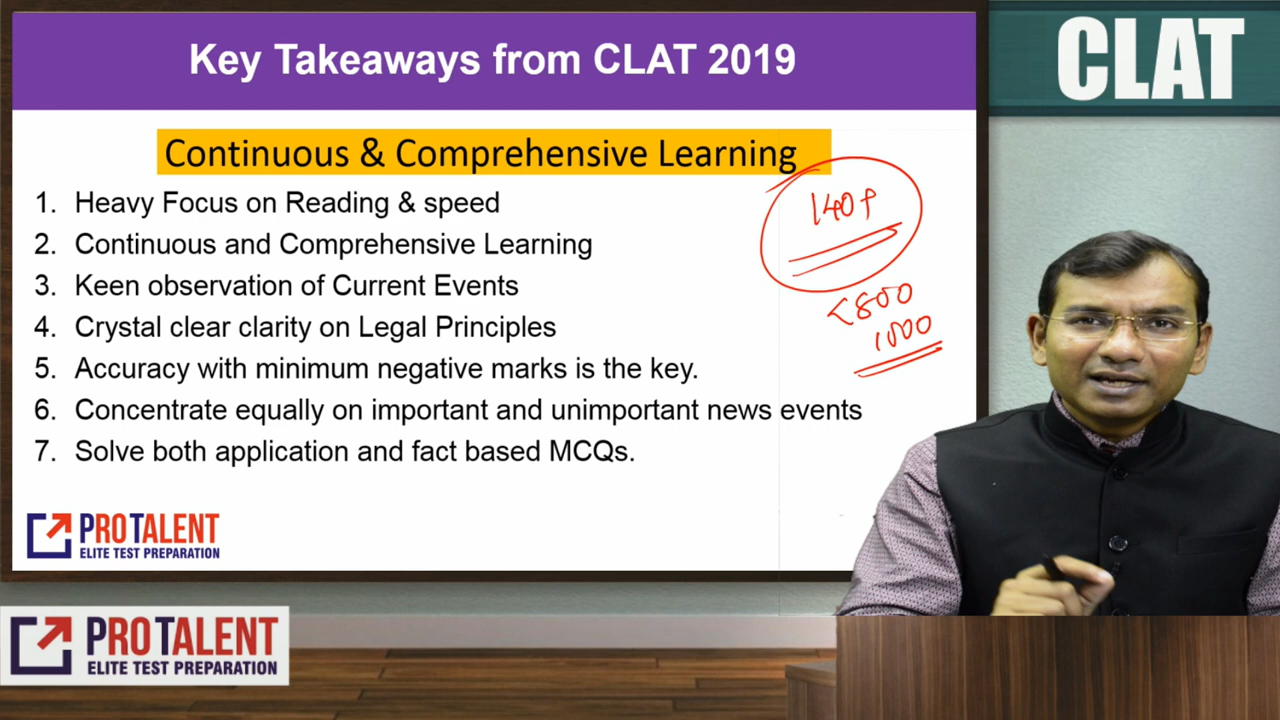 Key Takeaways from CLAT 2019
CLAT
Continuous & Comprehensive Learning
1. Heavy Focus on Reading & speed
2. Continuous and Comprehensive Learning
3. Keen observation of Current Events
4. Crystal clear clarity on Legal Principles
5. Accuracy with minimum negative marks is the key.
6. Concentrate equally on important and unimportant news events
7. Solve both application and fact based MCQs.
140+
<800
1000
PROTALENT
ELITE TEST PREPARATION
PROTALENT
ELITE TEST PREPARATION